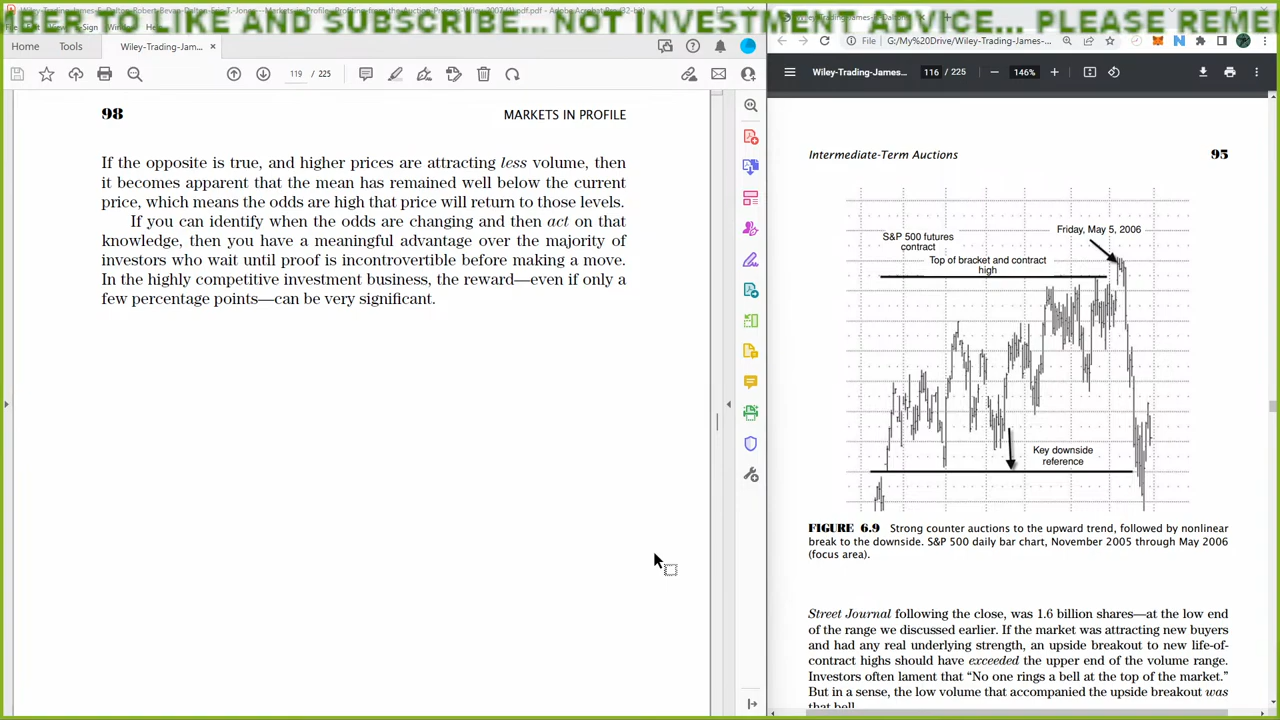 NO LIKE AND SUBSCRIBE... NOT INVESTMENT ADVICE... PLEASE REME
Home
Tools
Wiley-Trading-Jam...
119 / 225
98
MARKETS IN PROFILE
If the opposite is true, and higher prices are attracting less volume, then
it becomes apparent that the mean has remained well below the current
price, which means the odds are high that price will return to those levels.
If you can identify when the odds are changing and then act on that
knowledge, then you have a meaningful advantage over the majority of
investors who wait until proof is incontrovertible before making a move.
In the highly competitive investment business, the reward—even if only a
few percentage points—can be very significant.
File
G:/My%20Drive/Wiley-Trading-James-...
Wiley-Trading-James...
116 / 225
146%
Intermediate-Term Auctions
95
S&P 500 futures
contract
Friday, May 5, 2006
Top of bracket and contract
high
Key downside
reference
FIGURE 6.9 Strong counter auctions to the upward trend, followed by nonlinear
break to the downside. S&P 500 daily bar chart, November 2005 through May 2006
(focus area).
Street Journal following the close, was 1.6 billion shares—at the low end
of the range we discussed earlier. If the market was attracting new buyers
and had any real underlying strength, an upside breakout to new life-of-
contract highs should have exceeded the upper end of the volume range.
Investors often lament that “No one rings a bell at the top of the market.”
But in a sense, the low volume that accompanied the upside breakout was
that bell.